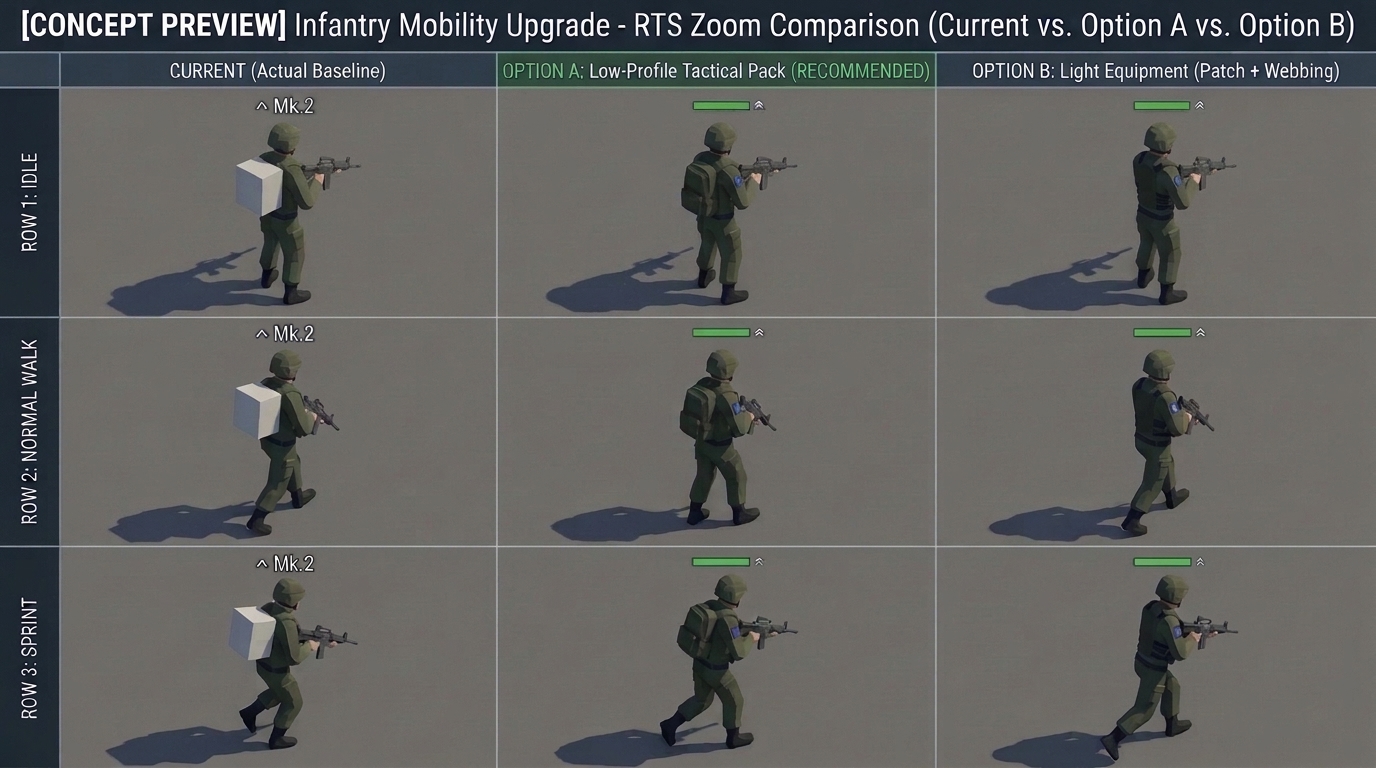 [CONCEPT PREVIEW] Infantry Mobility Upgrade - RTS Zoom Comparison (Current vs. Option A vs. Option B)
CURRENT (Actual Baseline)
OPTION A: Low-Profile Tactical Pack (RECOMMENDED)
OPTION B: Light Equipment (Patch + Webbing)
ROW 1: IDLE
^ Mk.2
ROW 2: NORMAL WALK
^ Mk.2
ROW 3: SPRINT
^ Mk.2